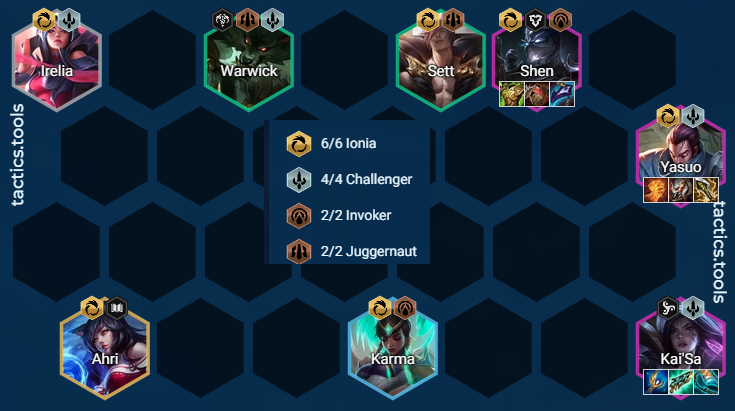 Irelia
Warwick
Sett
Shen
tactics.tools
6/6 Ionia
Yasuo
4/4 Challenger
2/2 Invoker
tactics.tools
2/2 Juggernaut
Ahri
Karma
Kai'Sa